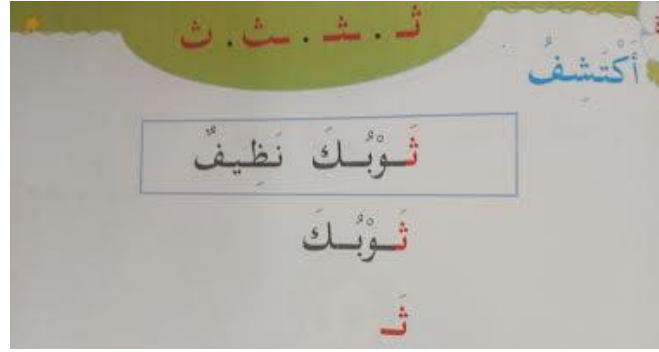 ثـ . ـثـ . ـث . ث
أَكْتَشِفُ
ثَـوْبُـكَ نَظِيفٌ
ثَـوْبُـكَ
ثَـ